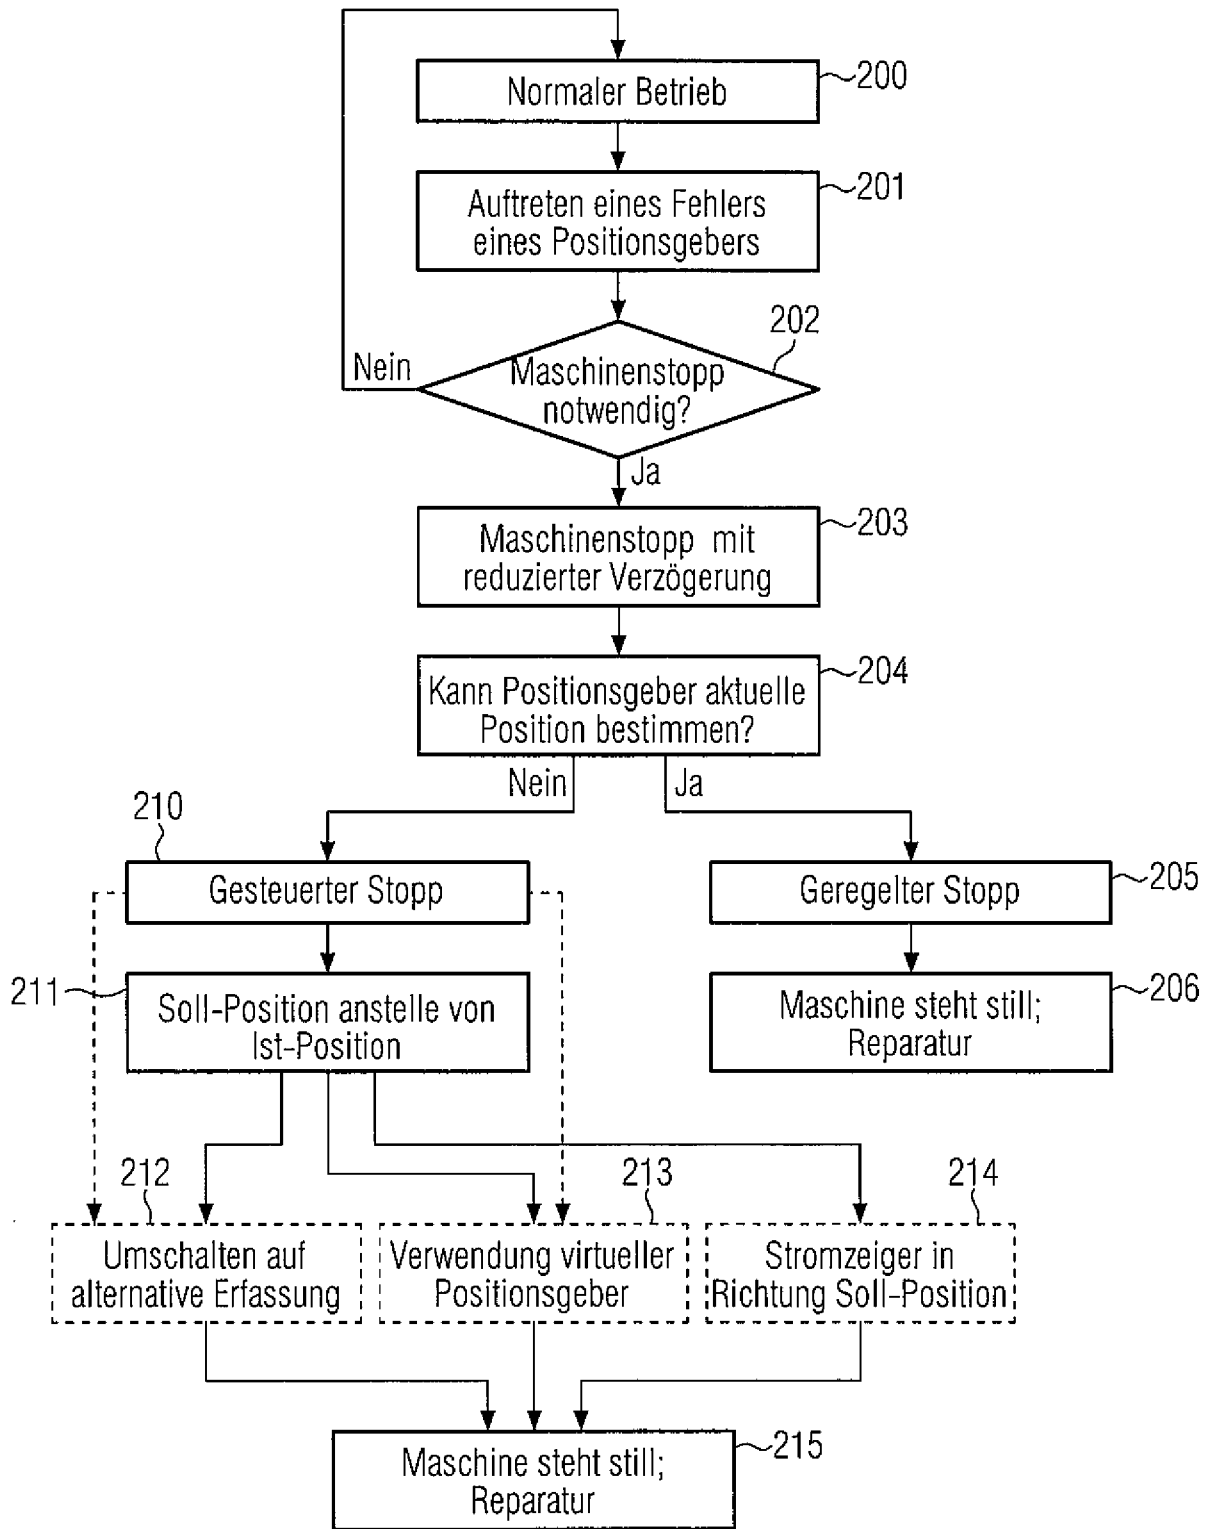 200
Normaler Betrieb
201
Auftreten eines Fehlers
eines Positionsgebers
202
Nein
Maschinenstopp
notwendig?
Ja
203
Maschinenstopp mit
reduzierter Verzögerung
204
Kann Positionsgeber aktuelle
Position bestimmen?
Nein
Ja
210
Gesteuerter Stopp
Geregelter Stopp
205
211
Soll-Position anstelle von
Ist-Position
Maschine steht still;
Reparatur
206
212
213
214
Umschalten auf
alternative Erfassung
Verwendung virtueller
Positionsgeber
Stromzeiger in
Richtung Soll-Position
215
Maschine steht still;
Reparatur